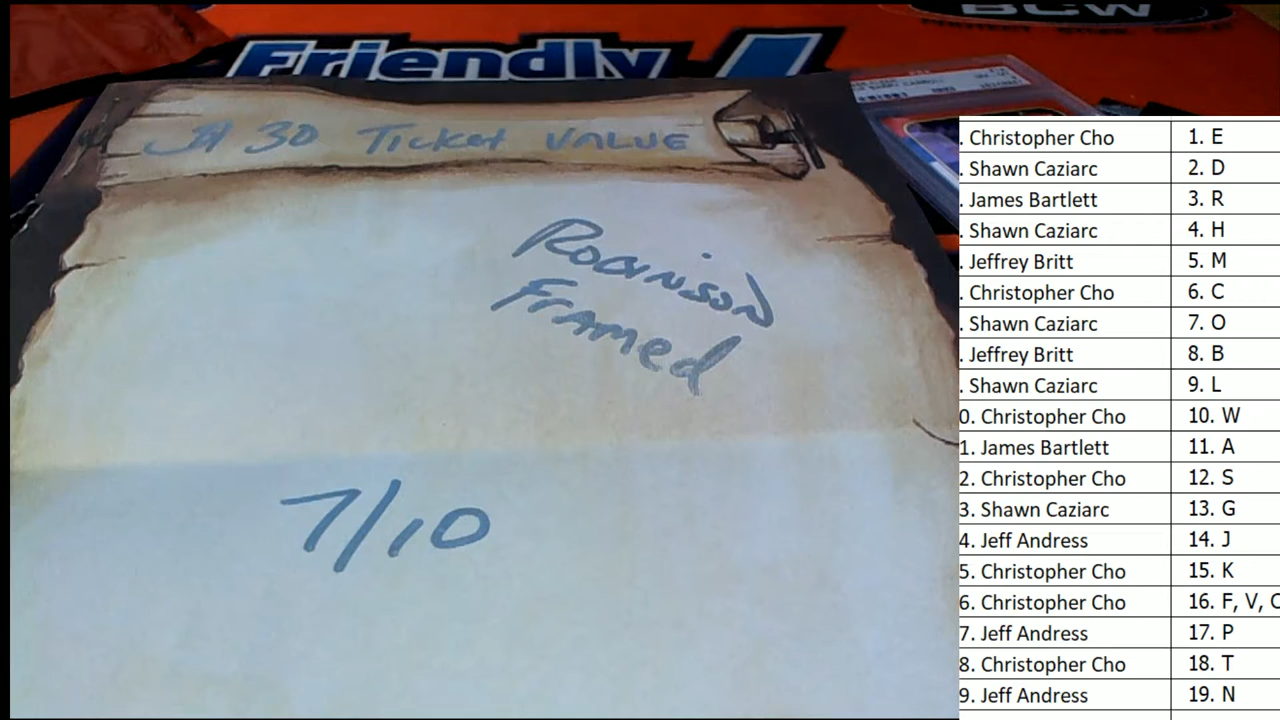 BCW
Friendly
$ 30 Ticket VALUE
Robinson
Framed
7/10
. Christopher Cho 1. E
. Shawn Caziarc 2. D
. James Bartlett 3. R
. Shawn Caziarc 4. H
. Jeffrey Britt 5. M
. Christopher Cho 6. C
. Shawn Caziarc 7. O
. Jeffrey Britt 8. B
. Shawn Caziarc 9. L
0. Christopher Cho 10. W
1. James Bartlett 11. A
2. Christopher Cho 12. S
3. Shawn Caziarc 13. G
4. Jeff Andress 14. J
5. Christopher Cho 15. K
6. Christopher Cho 16. F, V,
7. Jeff Andress 17. P
8. Christopher Cho 18. T
9. Jeff Andress 19. N